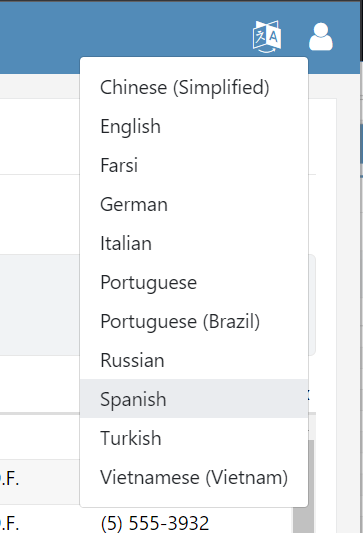 Chinese (Simplified)
English
Farsi
German
Italian
Portuguese
Portuguese (Brazil)
Russian
Spanish
Turkish
Vietnamese (Vietnam)
.F.
.F.
(5) 555-3932